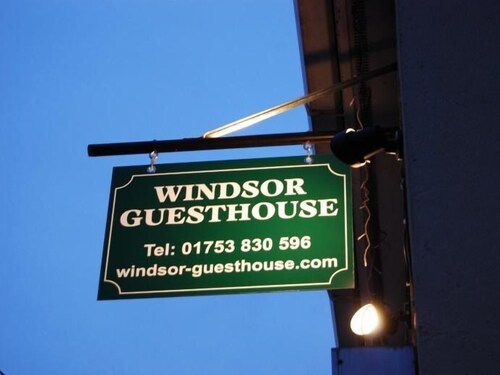 WINDSOR
GUESTHOUSE
Tel: 01753 830 596
windsor-guesthouse.com